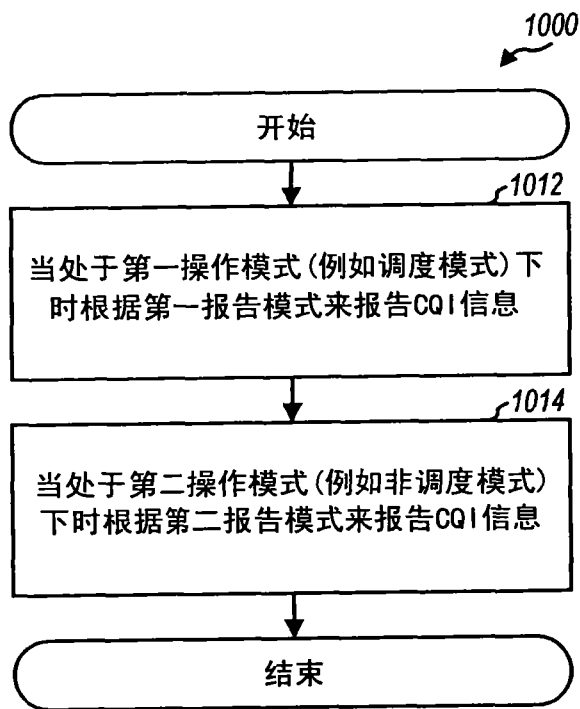 1000
开始
1012
当处于第一操作模式(例如调度模式)下
时根据第一报告模式来报告CQI信息
1014
当处于第二操作模式(例如非调度模式)
下时根据第二报告模式来报告CQI信息
结束